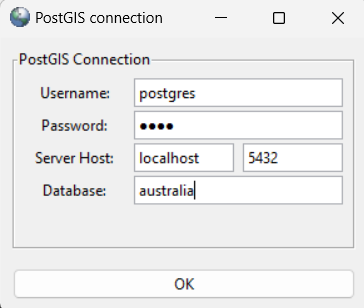 PostGIS connection
PostGIS Connection
Username: postgres
Password: ●●●●
Server Host: localhost 5432
Database: australia
OK